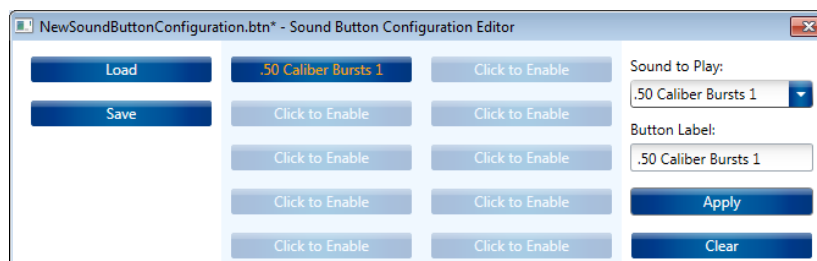 NewSoundButtonConfiguration.btn* - Sound Button Configuration Editor
Load
Save
.50 Caliber Bursts 1
Click to Enable
Click to Enable
Click to Enable
Click to Enable
Click to Enable
Click to Enable
Click to Enable
Click to Enable
Click to Enable
Sound to Play:
.50 Caliber Bursts 1
Button Label:
.50 Caliber Bursts 1
Apply
Clear